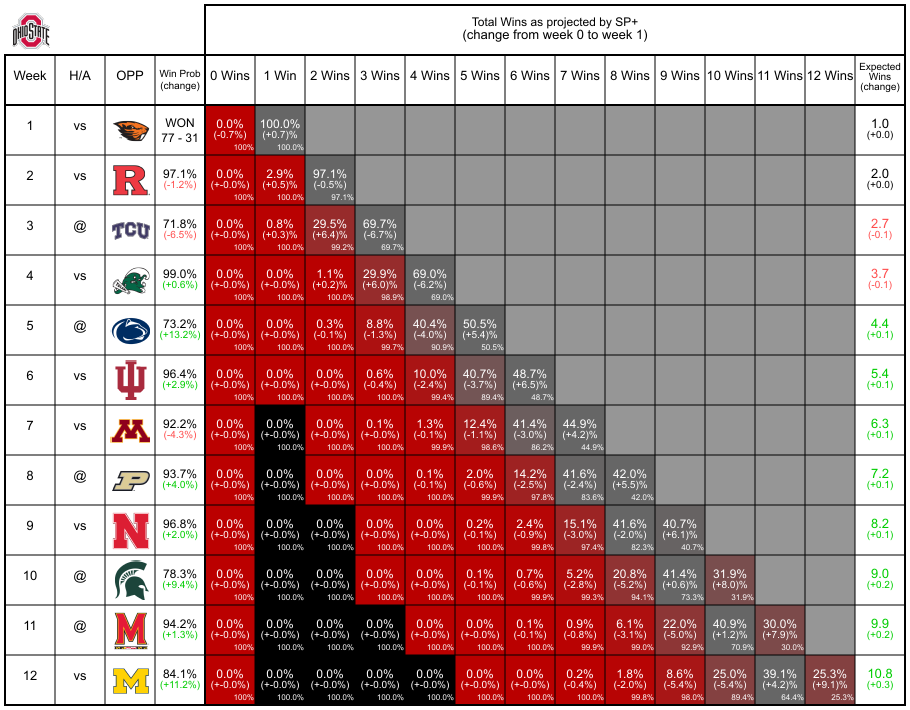 OHIO STATE
Total Wins as projected by SP+
(change from week 0 to week 1)
Week H/A OPP Win Prob (change) 0 Wins 1 Win 2 Wins 3 Wins 4 Wins 5 Wins 6 Wins 7 Wins 8 Wins 9 Wins 10 Wins 11 Wins 12 Wins Expected Wins (change)
1 vs WON 0.0% 100.0% 1.0
77 - 31 (-0.7%) (+0.7)% (+0.0)
100% 100.0%
2 vs R 97.1% 0.0% 2.9% 97.1% 2.0
(-1.2%) (+-0.0%) (+0.5)% (-0.5%) (+0.0)
100% 100.0% 97.1%
3 @ TCU 71.8% 0.0% 0.8% 29.5% 69.7% 2.7
(-6.5%) (+-0.0%) (+0.3)% (+6.4)% (-6.7%) (-0.1)
100% 100.0% 99.2% 69.7%
4 vs 99.0% 0.0% 0.0% 1.1% 29.9% 69.0% 3.7
(+0.6%) (+-0.0%) (+-0.0%) (+0.2)% (+6.0)% (-6.2%) (-0.1)
100% 100.0% 100.0% 98.9% 69.0%
5 @ 73.2% 0.0% 0.0% 0.3% 8.8% 40.4% 50.5% 4.4
(+13.2%) (+-0.0%) (+-0.0%) (-0.1%) (-1.3%) (-4.0%) (+5.4)% (+0.1)
100% 100.0% 100.0% 99.7% 90.9% 50.5%
6 vs 96.4% 0.0% 0.0% 0.0% 0.6% 10.0% 40.7% 48.7% 5.4
(+2.9%) (+-0.0%) (+-0.0%) (+-0.0%) (-0.4%) (-2.4%) (-3.7%) (+6.5)% (+0.1)
100% 100.0% 100.0% 100.0% 99.4% 89.4% 48.7%
7 vs M 92.2% 0.0% 0.0% 0.0% 0.1% 1.3% 12.4% 41.4% 44.9% 6.3
(-4.3%) (+-0.0%) (+-0.0%) (+-0.0%) (+-0.0%) (-0.1%) (-1.1%) (-3.0%) (+4.2)% (+0.1)
100% 100.0% 100.0% 100.0% 99.9% 98.6% 86.2% 44.9%
8 @ P 93.7% 0.0% 0.0% 0.0% 0.0% 0.1% 2.0% 14.2% 41.6% 42.0% 7.2
(+4.0%) (+-0.0%) (+-0.0%) (+-0.0%) (+-0.0%) (-0.1%) (-0.6%) (-2.5%) (-2.4%) (+5.5)% (+0.1)
100% 100.0% 100.0% 100.0% 100.0% 99.9% 97.8% 83.6% 42.0%
9 vs N 96.8% 0.0% 0.0% 0.0% 0.0% 0.0% 0.2% 2.4% 15.1% 41.6% 40.7% 8.2
(+2.0%) (+-0.0%) (+-0.0%) (+-0.0%) (+-0.0%) (+-0.0%) (-0.1%) (-0.9%) (-3.0%) (-2.0%) (+6.1)% (+0.1)
100% 100.0% 100.0% 100.0% 100.0% 100.0% 99.8% 97.4% 82.3% 40.7%
10 @ 78.3% 0.0% 0.0% 0.0% 0.0% 0.0% 0.1% 0.7% 5.2% 20.8% 41.4% 31.9% 9.0
(+9.4%) (+-0.0%) (+-0.0%) (+-0.0%) (+-0.0%) (+-0.0%) (-0.1%) (-0.6%) (-2.8%) (-5.2%) (+0.6)% (+8.0)% (+0.2)
100% 100.0% 100.0% 100.0% 100.0% 100.0% 99.9% 99.3% 94.1% 73.3% 31.9%
11 @ M 94.2% 0.0% 0.0% 0.0% 0.0% 0.0% 0.0% 0.1% 0.9% 6.1% 22.0% 40.9% 30.0% 9.9
(+1.3%) (+-0.0%) (+-0.0%) (+-0.0%) (+-0.0%) (+-0.0%) (+-0.0%) (-0.1%) (-0.8%) (-3.1%) (-5.0%) (+1.2)% (+7.9)% (+0.2)
100% 100.0% 100.0% 100.0% 100.0% 100.0% 100.0% 99.9% 99.0% 92.9% 70.9% 30.0%
12 vs M 84.1% 0.0% 0.0% 0.0% 0.0% 0.0% 0.0% 0.0% 0.2% 1.8% 8.6% 25.0% 39.1% 25.3% 10.8
(+11.2%) (+-0.0%) (+-0.0%) (+-0.0%) (+-0.0%) (+-0.0%) (+-0.0%) (+-0.0%) (-0.4%) (-2.0%) (-5.4%) (-5.4%) (+4.2)% (+9.1)% (+0.3)
100% 100.0% 100.0% 100.0% 100.0% 100.0% 100.0% 100.0% 99.8% 98.0% 89.4% 64.4% 25.3%